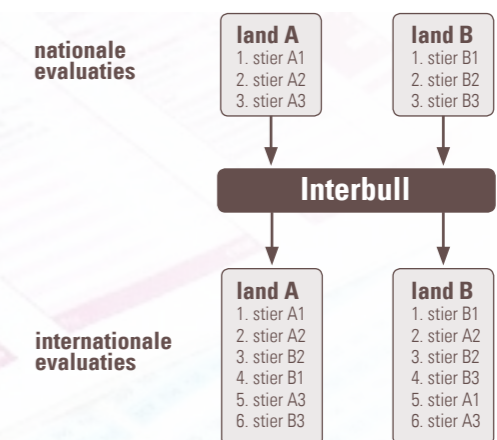 nationale
evaluaties
land A
1. stier A1
2. stier A2
3. stier A3
land B
1. stier B1
2. stier B2
3. stier B3
Interbull
internationale
evaluaties
land A
1. stier A1
2. stier A2
3. stier B2
4. stier B1
5. stier A3
6. stier B3
land B
1. stier B1
2. stier A2
3. stier B2
4. stier B3
5. stier A1
6. stier A3